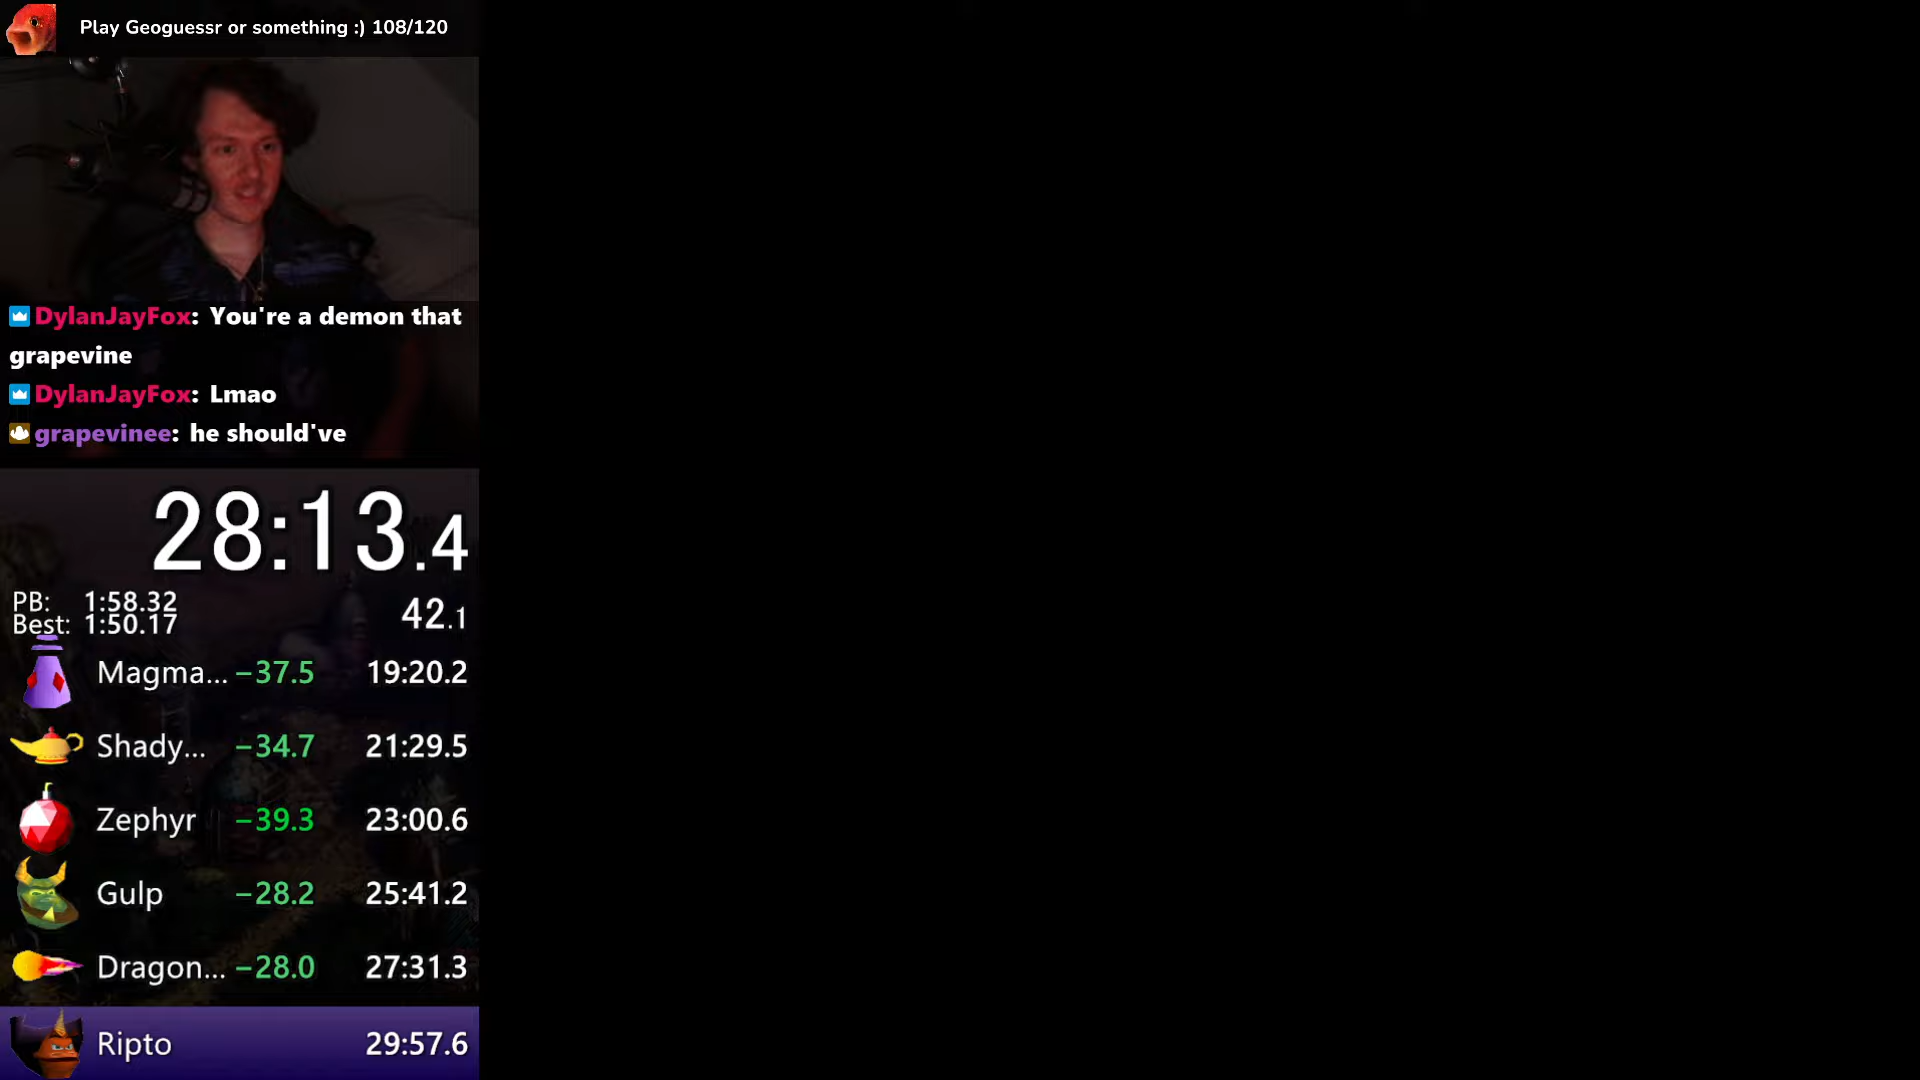 Play Geoguessr or something :) 108/120
DylanJayFox: You're a demon that
grapevine
DylanJayFox: Lmao
grapevinee: he should've
28:13.4
PB: 1:58.32
Best: 1:50.17
42.1
Magma... −37.5 19:20.2
Shady... −34.7 21:29.5
Zephyr −39.3 23:00.6
Gulp −28.2 25:41.2
Dragon... −28.0 27:31.3
Ripto 29:57.6